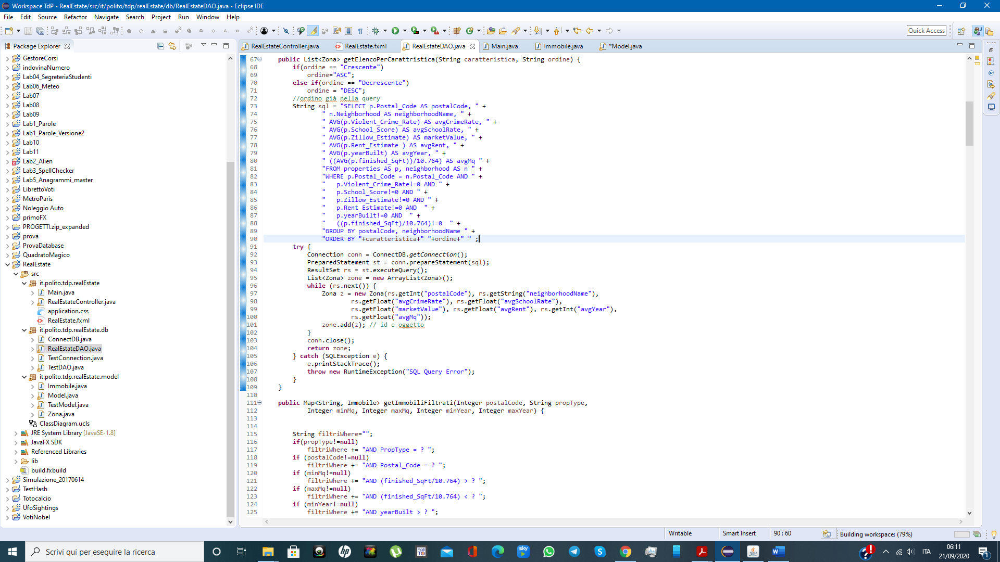 Workspace TdP - RealEstate/src/it/polito/tdp/realEstate/db/RealEstateDAO.java - Eclipse IDE
File Edit Source Refactor Navigate Search Project Run Window Help
Quick Access
Package Explorer
RealEstateController.java RealEstate.fxml RealEstateDAO.java Main.java Immobile.java *Model.java
GestoreCorsi
indovinaNumero
Lab04_SegreteriaStudenti
Lab06_Meteo
Lab07
Lab08
Lab09
Lab1_Parole
Lab1_Parole_Versione2
Lab10
Lab11
Lab2_Alien
Lab3_SpellChecker
Lab5_Anagrammi_master
LibrettoVoti
MetroParis
Noleggio Auto
primoFX
PROGETTI.zip_expanded
prova
ProvaDatabase
QuadratoMagico
RealEstate
src
it.polito.tdp.realEstate
Main.java
RealEstateController.java
application.css
RealEstate.fxml
it.polito.tdp.realEstate.db
ConnectDB.java
RealEstateDAO.java
TestConnection.java
TestDAO.java
it.polito.tdp.realEstate.model
Immobile.java
Model.java
TestModel.java
Zona.java
ClassDiagram.ucls
JRE System Library [JavaSE-1.8]
JavaFX SDK
Referenced Libraries
lib
build.fxbuild
Simulazione_20170614
TestHash
Totocalcio
UfoSightings
VotiNobel
67 public List<Zona> getElencoPerCarattristica(String caratteristica, String ordine) {
68 if(ordine == "Crescente")
69 ordine="ASC";
70 else if(ordine == "Decrescente")
71 ordine = "DESC";
72 //ordino già nella query
73 String sql = "SELECT p.Postal_Code AS postalCode, " +
74 " n.Neighborhood AS neighborhoodName, " +
75 " AVG(p.Violent_Crime_Rate) AS avgCrimeRate, " +
76 " AVG(p.School_Score) AS avgSchoolRate, " +
77 " AVG(p.Zillow_Estimate) AS marketValue, " +
78 " AVG(p.Rent_Estimate ) AS avgRent, " +
79 " AVG(p.yearBuilt) AS avgYear, " +
80 " ((AVG(p.finished_SqFt))/10.764) AS avgMq " +
81 "FROM properties AS p, neighborhood AS n " +
82 "WHERE p.Postal_Code = n.Postal_Code AND " +
83 " p.Violent_Crime_Rate!=0 AND " +
84 " p.School_Score!=0 AND " +
85 " p.Zillow_Estimate!=0 AND " +
86 " p.Rent_Estimate!=0 AND " +
87 " p.yearBuilt!=0 AND " +
88 " ((p.finished_SqFt)/10.764)!=0 " +
89 "GROUP BY postalCode, neighborhoodName " +
90 "ORDER BY "+caratteristica+" "+ordine+" " ;
91 try {
92 Connection conn = ConnectDB.getConnection();
93 PreparedStatement st = conn.prepareStatement(sql);
94 ResultSet rs = st.executeQuery();
95 List<Zona> zone = new ArrayList<Zona>();
96 while (rs.next()) {
97 Zona z = new Zona(rs.getInt("postalCode"), rs.getString("neighborhoodName"),
98 rs.getFloat("avgCrimeRate"), rs.getFloat("avgSchoolRate"),
99 rs.getFloat("marketValue"), rs.getFloat("avgRent"), rs.getInt("avgYear"),
100 rs.getFloat("avgMq"));
101 zone.add(z); // id e oggetto
102 }
103 conn.close();
104 return zone;
105 } catch (SQLException e) {
106 e.printStackTrace();
107 throw new RuntimeException("SQL Query Error");
108 }
109 }
110
111 public Map<String, Immobile> getImmobiliFiltrati(Integer postalCode, String propType,
112 Integer minMq, Integer maxMq, Integer minYear, Integer maxYear) {
113
114
115 String filtriWhere="";
116 if(propType!=null)
117 filtriWhere += "AND PropType = ? ";
118 if (postalCode!=null)
119 filtriWhere += "AND Postal_Code = ? ";
120 if (minMq!=null)
121 filtriWhere += "AND (finished_SqFt/10.764) > ? ";
122 if (maxMq!=null)
123 filtriWhere += "AND (finished_SqFt/10.764) < ? ";
124 if (minYear!=null)
125 filtriWhere += "AND yearBuilt > ? ";
Writable Smart Insert 90 : 60 Building workspace: (79%)
Scrivi qui per eseguire la ricerca
ITA
06:11
21/09/2020